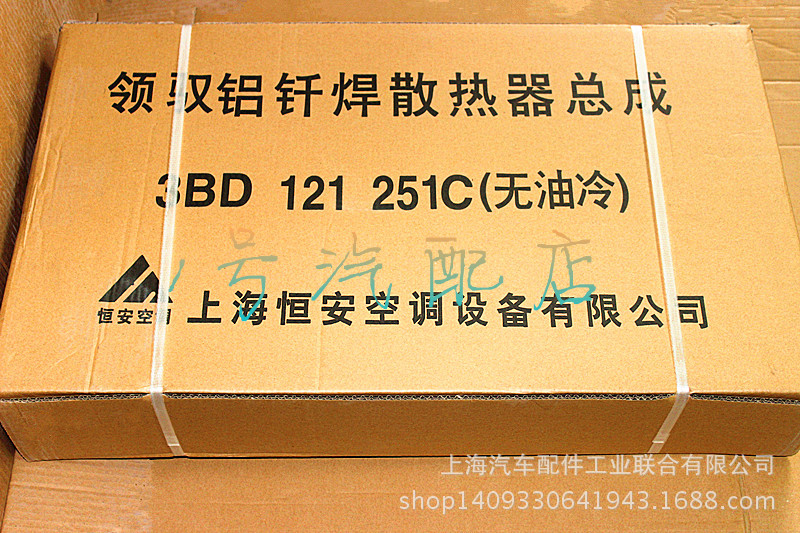 领驭铝钎焊散热器总成
3BD 121 251C(无油冷)
1号汽配店
恒安空调
上海恒安空调设备有限公司
上海汽车配件工业联合有限公司
shop1409330641943.1688.com